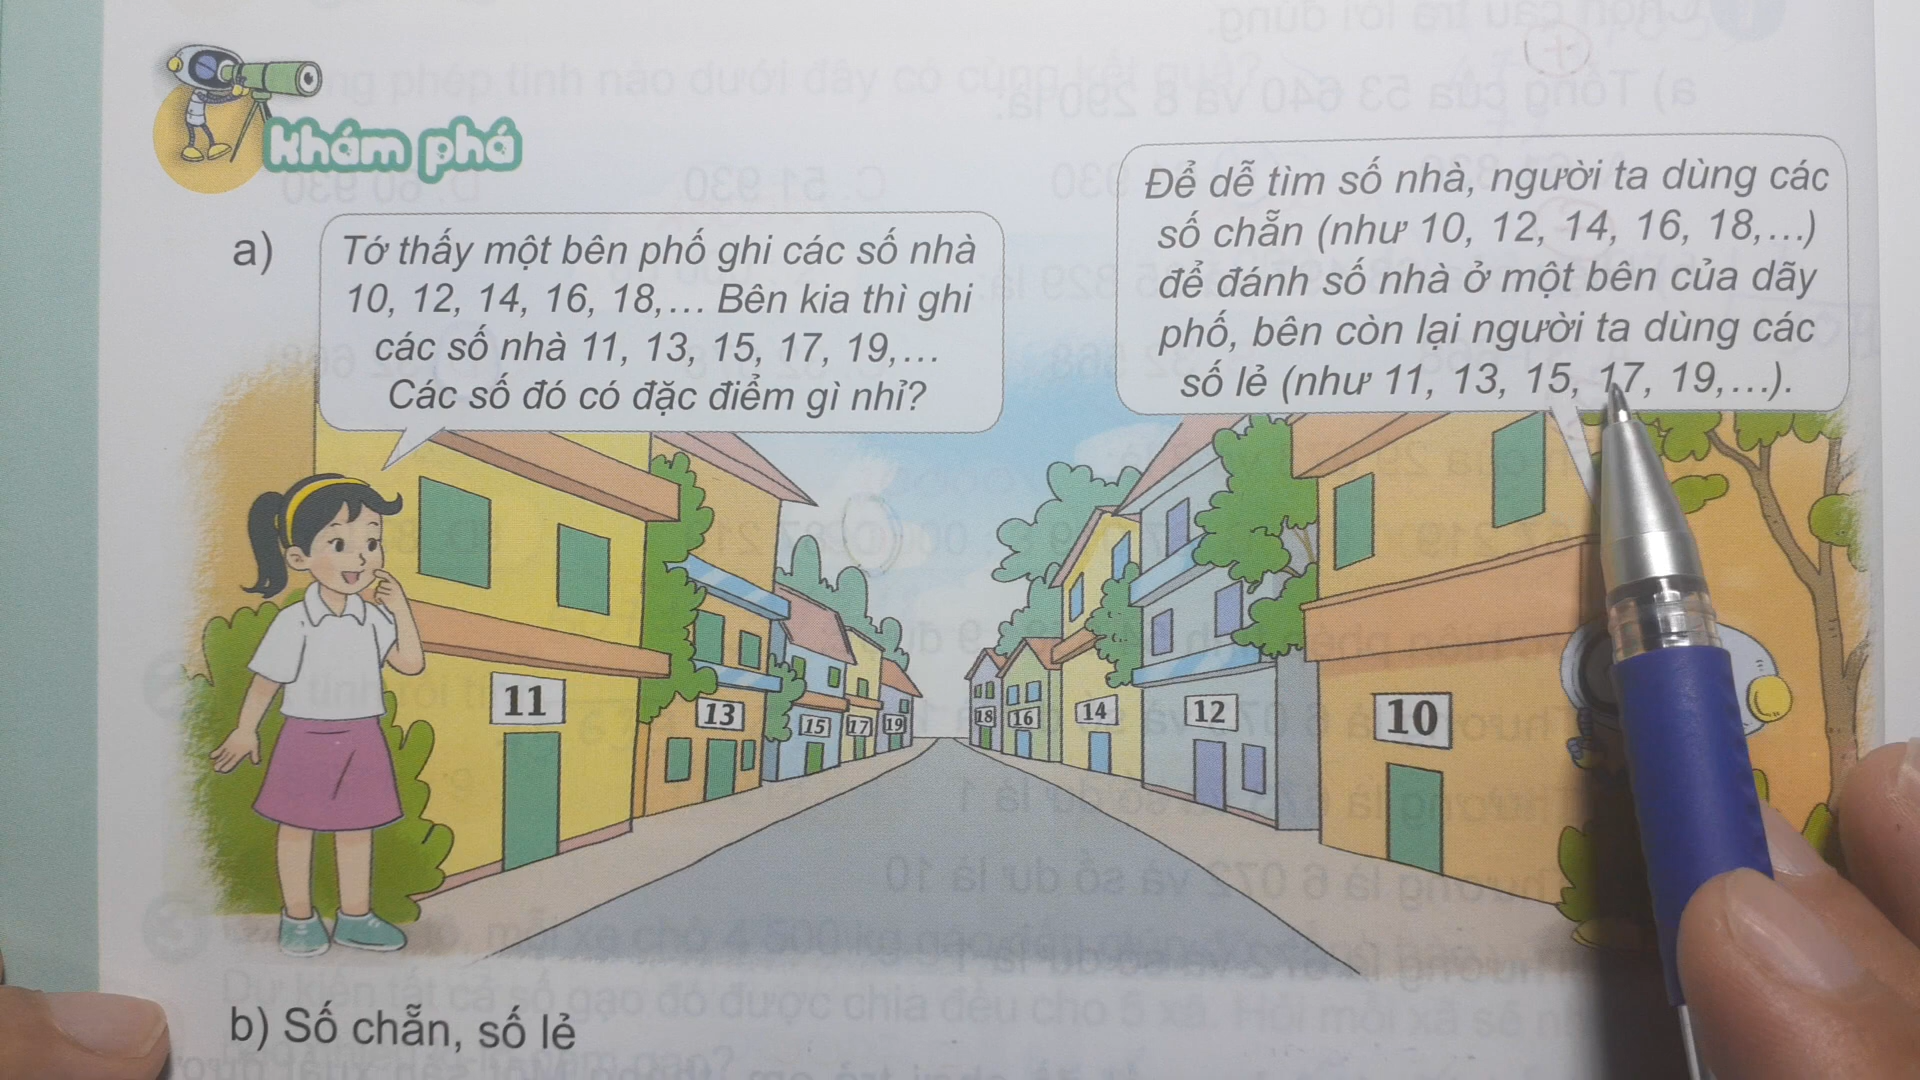 Khám phá
a)
Tớ thấy một bên phố ghi các số nhà
10, 12, 14, 16, 18,... Bên kia thì ghi
các số nhà 11, 13, 15, 17, 19,...
Các số đó có đặc điểm gì nhỉ?
Để dễ tìm số nhà, người ta dùng các
số chẵn (như 10, 12, 14, 16, 18,...)
để đánh số nhà ở một bên của dãy
phố, bên còn lại người ta dùng các
số lẻ (như 11, 13, 15, 17, 19,...).
11
13
15
17
19
18
16
14
12
10
b) Số chẵn, số lẻ